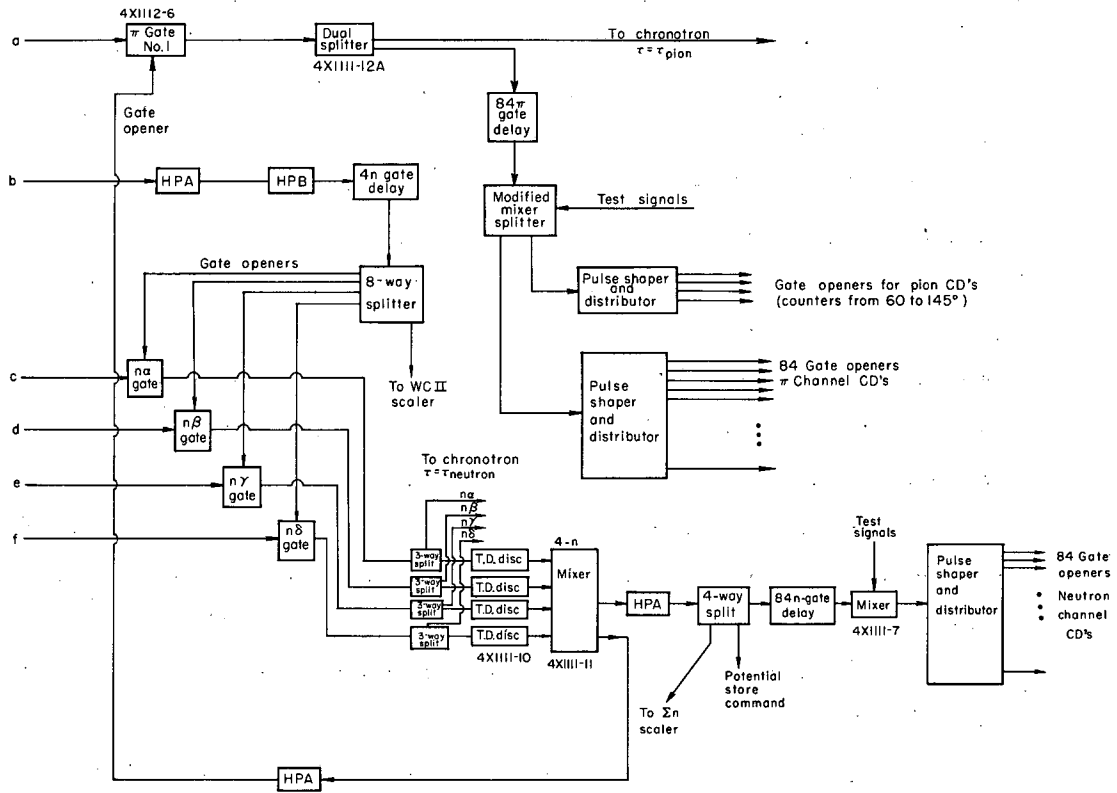 4X1112-6
a
π Gate
No. 1
Dual
splitter
4X1111-12A
To chronotron
τ = τpion
Gate
opener
84π
gate
delay
b
HPA
HPB
4n gate
delay
Modified
mixer
splitter
Test signals
Gate openers
8-way
splitter
Pulse shaper
and
distributor
Gate openers for pion CD's
(counters from 60 to 145°)
c
nα
gate
To WC II
scaler
Pulse
shaper
and
distributor
84 Gate openers
π Channel CD's
d
nβ
gate
e
nγ
gate
To chronotron
τ = τneutron
nα
nβ
nγ
nδ
f
nδ
gate
3-way
split
T.D. disc
3-way
split
T.D. disc
3-way
split
T.D. disc
3-way
split
T.D. disc
4X1111-10
4-n
Mixer
4X1111-11
HPA
4-way
split
84n-gate
delay
Test
signals
Mixer
4X1111-7
Pulse
shaper
and
distributor
84 Gate
openers
Neutron
channel
CD's
To Σn
scaler
Potential
store
command
HPA